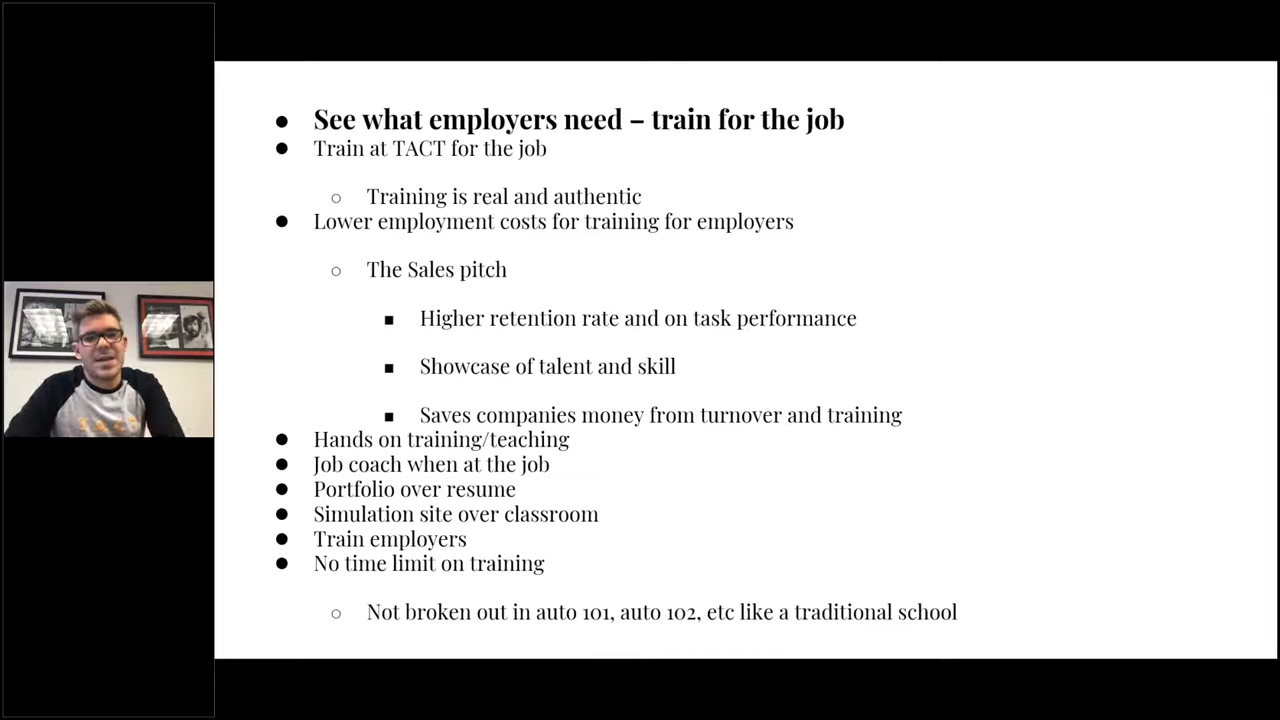 ● See what employers need – train for the job
● Train at TACT for the job
○ Training is real and authentic
● Lower employment costs for training for employers
○ The Sales pitch
■ Higher retention rate and on task performance
■ Showcase of talent and skill
■ Saves companies money from turnover and training
● Hands on training/teaching
● Job coach when at the job
● Portfolio over resume
● Simulation site over classroom
● Train employers
● No time limit on training
○ Not broken out in auto 101, auto 102, etc like a traditional school